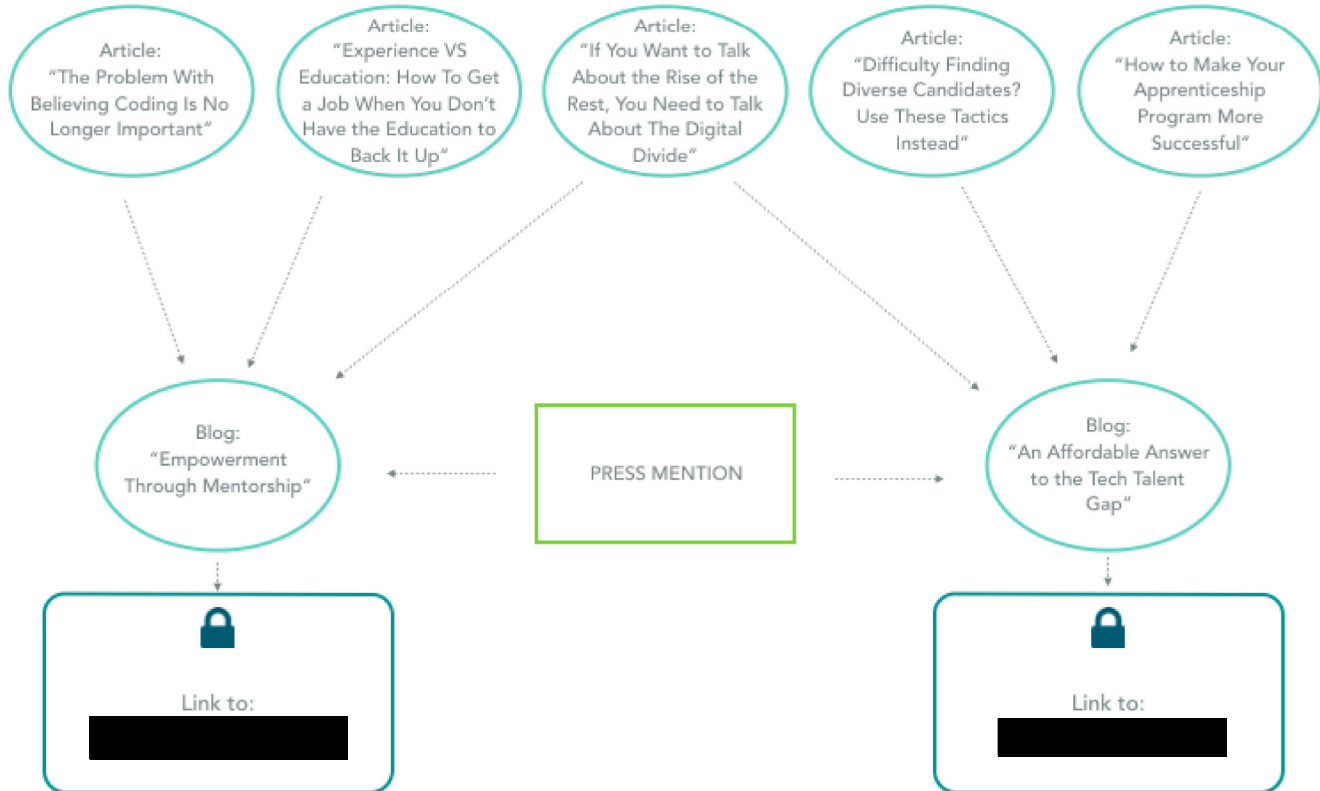 Article:
“The Problem With
Believing Coding Is No
Longer Important”
Article:
“Experience VS
Education: How To Get
a Job When You Don’t
Have the Education to
Back It Up”
Article:
“If You Want to Talk
About the Rise of the
Rest, You Need to Talk
About The Digital
Divide”
Article:
“Difficulty Finding
Diverse Candidates?
Use These Tactics
Instead”
Article:
“How to Make Your
Apprenticeship
Program More
Successful”
Blog:
“Empowerment
Through Mentorship”
PRESS MENTION
Blog:
“An Affordable Answer
to the Tech Talent
Gap”
Link to:
Link to: